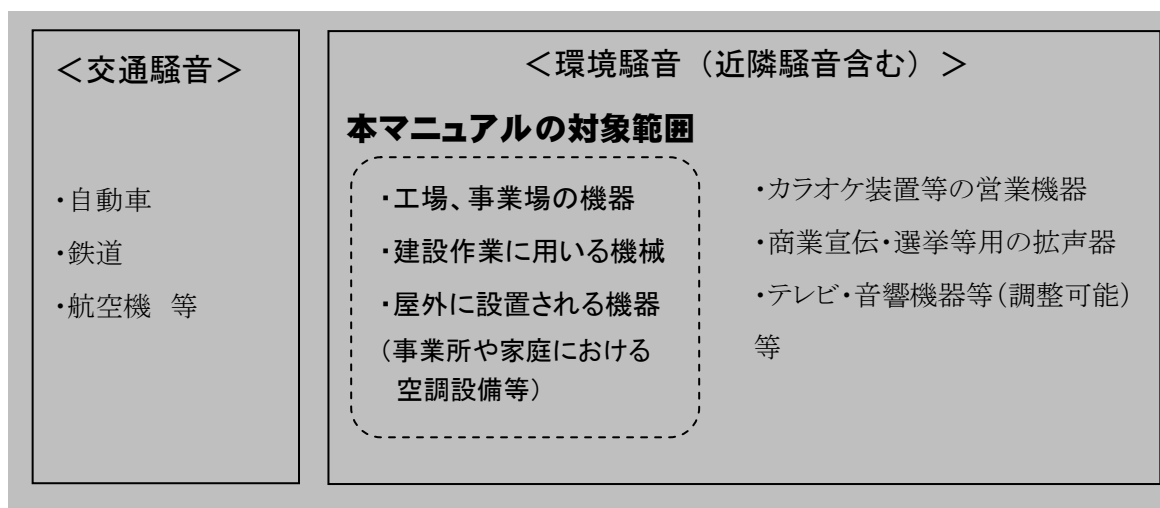 ＜交通騒音＞
・自動車
・鉄道
・航空機　等
＜環境騒音（近隣騒音含む）＞
本マニュアルの対象範囲
・工場、事業場の機器
・建設作業に用いる機械
・屋外に設置される機器
（事業所や家庭における
空調設備等）
・カラオケ装置等の営業機器
・商業宣伝・選挙等用の拡声器
・テレビ・音響機器等（調整可能）
等